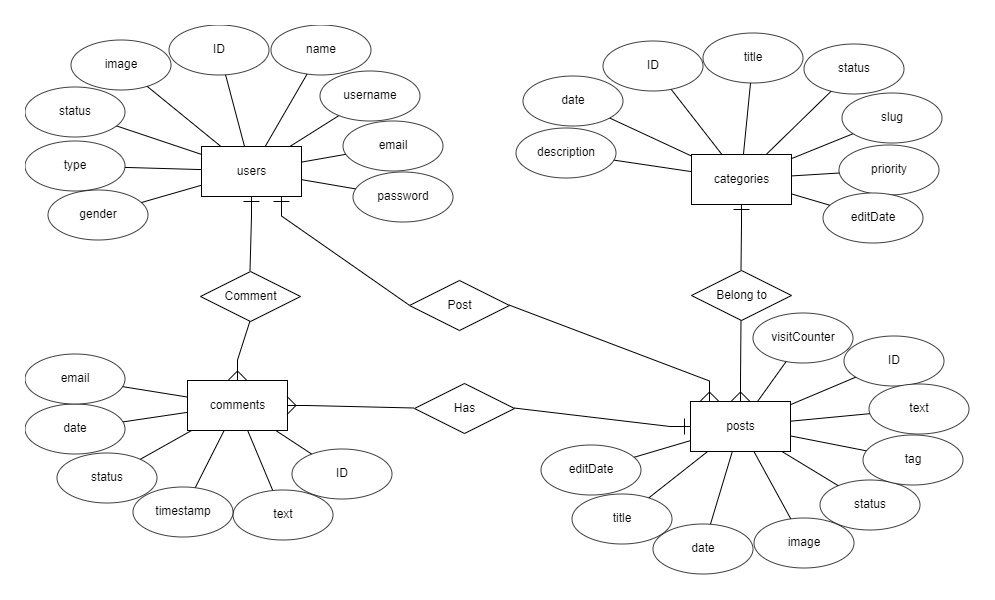 ID
name
image
username
status
email
type
users
password
gender
title
ID
status
date
slug
description
priority
categories
editDate
Comment
Post
Belong to
visitCounter
ID
email
text
comments
Has
date
posts
tag
status
ID
editDate
status
timestamp
text
title
image
date